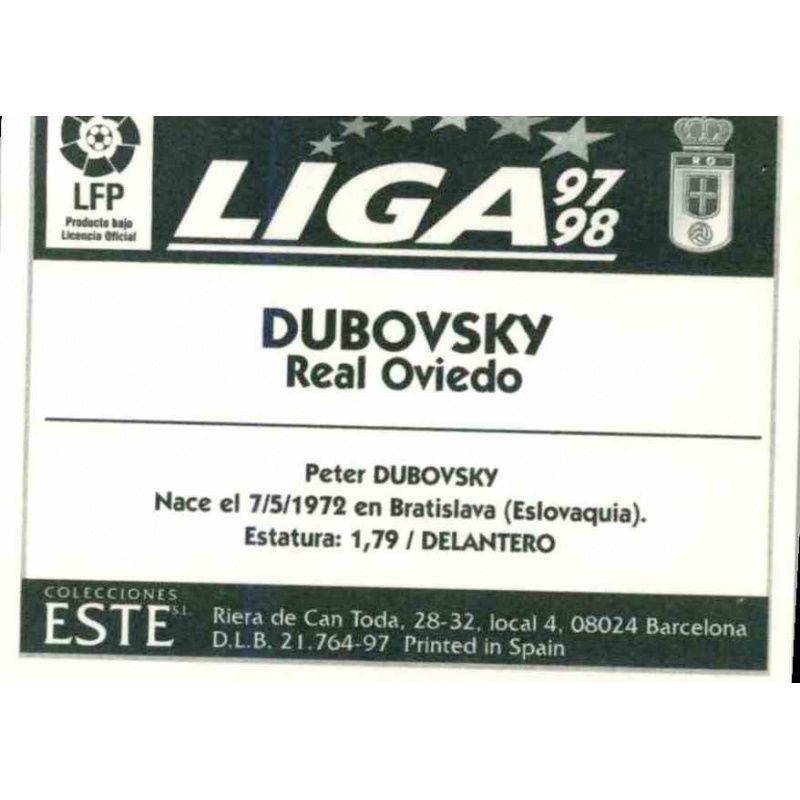 LFP
Producto bajo
Licencia Oficial
LIGA 97 98
RO
DUBOVSKY
Real Oviedo
Peter DUBOVSKY
Nace el 7/5/1972 en Bratislava (Eslovaquia).
Estatura: 1,79 / DELANTERO
COLECCIONES
ESTE S.L.
Riera de Can Toda, 28-32, local 4, 08024 Barcelona
D.L.B. 21.764-97 Printed in Spain